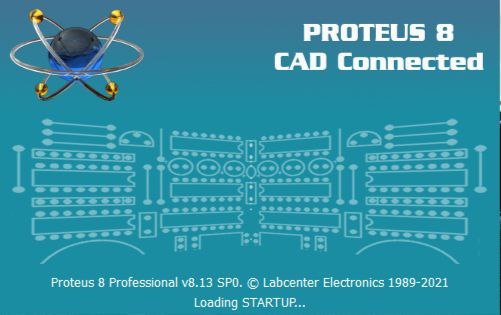 PROTEUS 8
CAD Connected
Proteus 8 Professional v8.13 SP0. © Labcenter Electronics 1989-2021
Loading STARTUP...